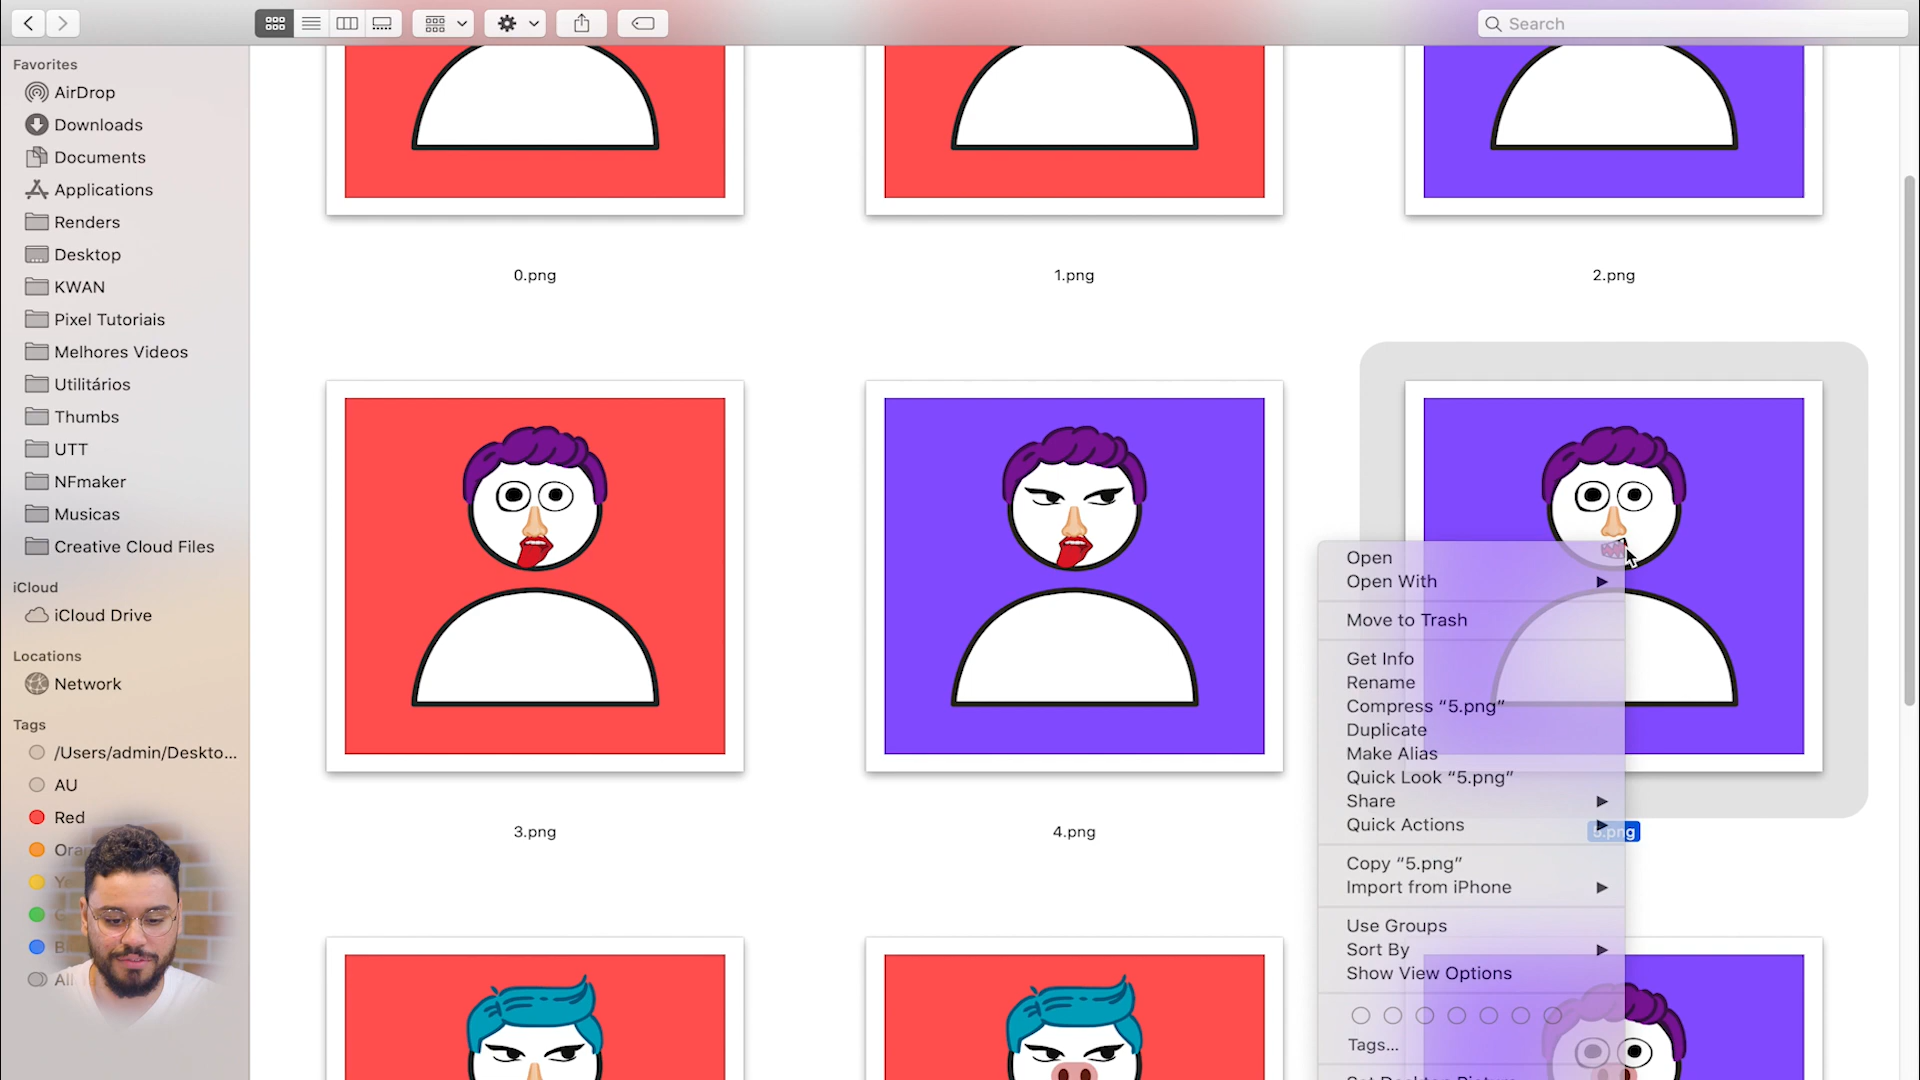 Search
Favorites
AirDrop
Downloads
Documents
Applications
Renders
Desktop
KWAN
Pixel Tutoriais
Melhores Videos
Utilitários
Thumbs
UTT
NFmaker
Musicas
Creative Cloud Files
iCloud
iCloud Drive
Locations
Network
Tags
/Users/admin/Deskto...
AU
Red
All
0.png
1.png
2.png
3.png
4.png
5.png
Open
Open With
Move to Trash
Get Info
Rename
Compress “5.png”
Duplicate
Make Alias
Quick Look “5.png”
Share
Quick Actions
Copy “5.png”
Import from iPhone
Use Groups
Sort By
Show View Options
Tags...